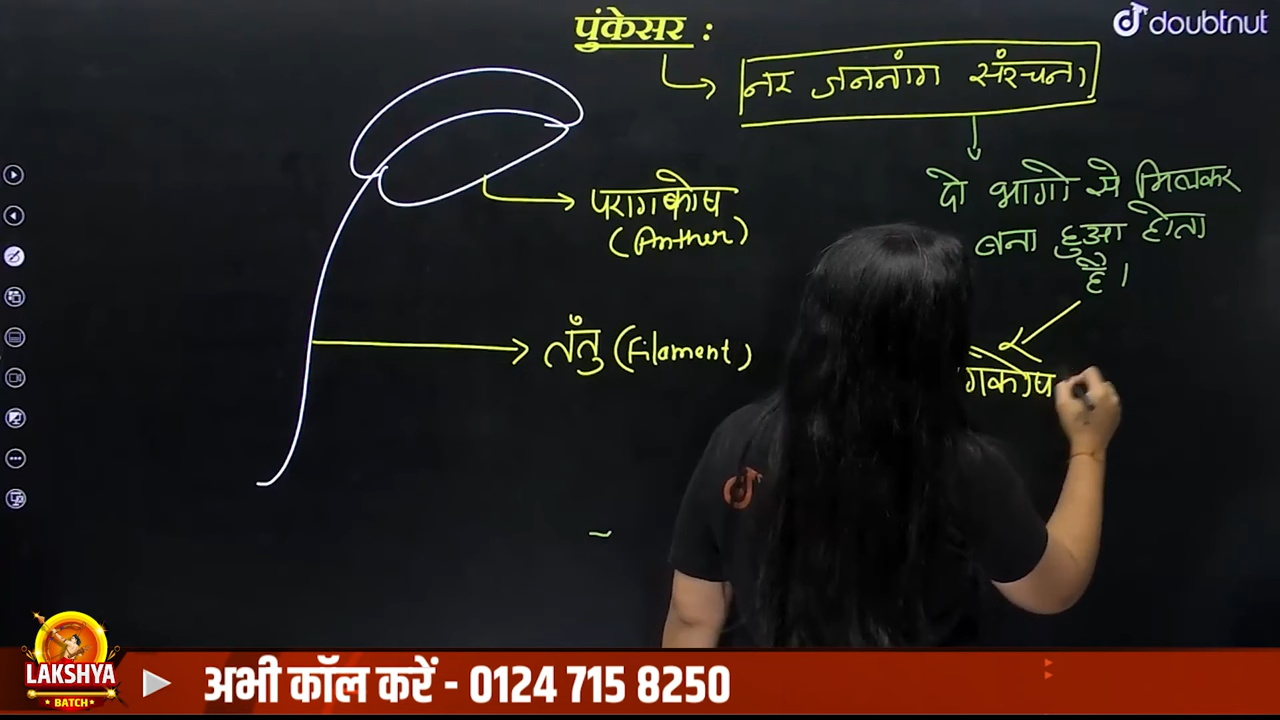 पुंकेसर :
doubtnut
नर जननांग संरचना
दो भागो से मिलकर
बना हुआ होता
है।
परागकोष
(Anther)
तंतु (Filament)
गकोष
LAKSHYA
BATCH
अभी कॉल करें - 0124 715 8250